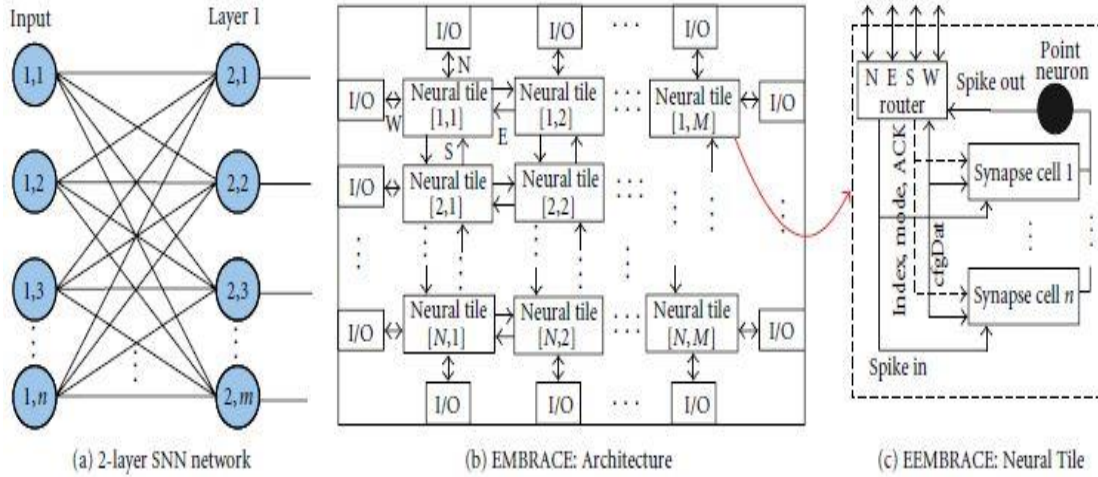 Input
Layer 1
1,1
2,1
1,2
2,2
1,3
2,3
1,n
2,m
(a) 2-layer SNN network
I/O
I/O
I/O
N
I/O
Neural tile
[1,1]
Neural tile
[1,2]
Neural tile
[1,M]
I/O
W
E
S
I/O
Neural tile
[2,1]
Neural tile
[2,2]
I/O
Neural tile
[N,1]
Neural tile
[N,2]
Neural tile
[N,M]
I/O
I/O
I/O
I/O
(b) EMBRACE: Architecture
N E S W
router
Spike out
Point
neuron
Synapse cell 1
Index, mode, ACK
cfgDat
Synapse cell n
Spike in
(c) EEMBRACE: Neural Tile